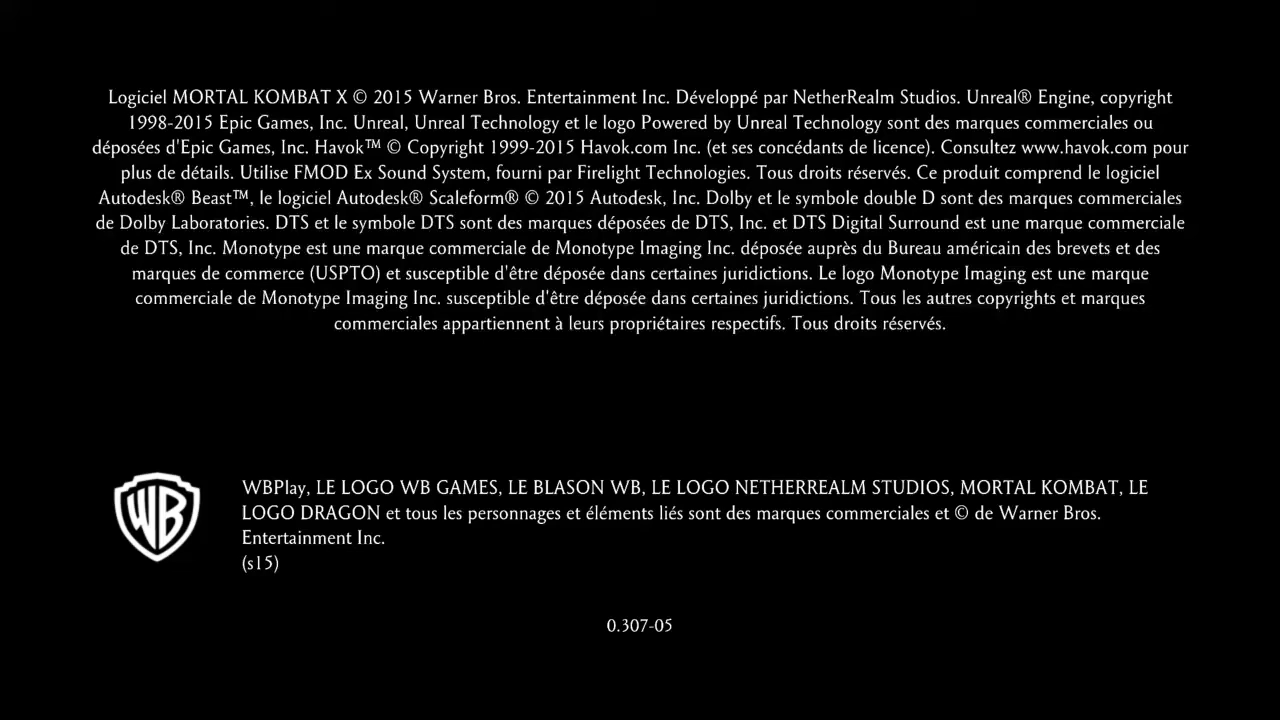 Logiciel MORTAL KOMBAT X © 2015 Warner Bros. Entertainment Inc. Développé par NetherRealm Studios. Unreal® Engine, copyright
1998-2015 Epic Games, Inc. Unreal, Unreal Technology et le logo Powered by Unreal Technology sont des marques commerciales ou
déposées d'Epic Games, Inc. Havok™ © Copyright 1999-2015 Havok.com Inc. (et ses concédants de licence). Consultez www.havok.com pour
plus de détails. Utilise FMOD Ex Sound System, fourni par Firelight Technologies. Tous droits réservés. Ce produit comprend le logiciel
Autodesk® Beast™, le logiciel Autodesk® Scaleform® © 2015 Autodesk, Inc. Dolby et le symbole double D sont des marques commerciales
de Dolby Laboratories. DTS et le symbole DTS sont des marques déposées de DTS, Inc. et DTS Digital Surround est une marque commerciale
de DTS, Inc. Monotype est une marque commerciale de Monotype Imaging Inc. déposée auprès du Bureau américain des brevets et des
marques de commerce (USPTO) et susceptible d'être déposée dans certaines juridictions. Le logo Monotype Imaging est une marque
commerciale de Monotype Imaging Inc. susceptible d'être déposée dans certaines juridictions. Tous les autres copyrights et marques
commerciales appartiennent à leurs propriétaires respectifs. Tous droits réservés.
WB
WBPlay, LE LOGO WB GAMES, LE BLASON WB, LE LOGO NETHERREALM STUDIOS, MORTAL KOMBAT, LE
LOGO DRAGON et tous les personnages et éléments liés sont des marques commerciales et © de Warner Bros.
Entertainment Inc.
(s15)
0.307-05